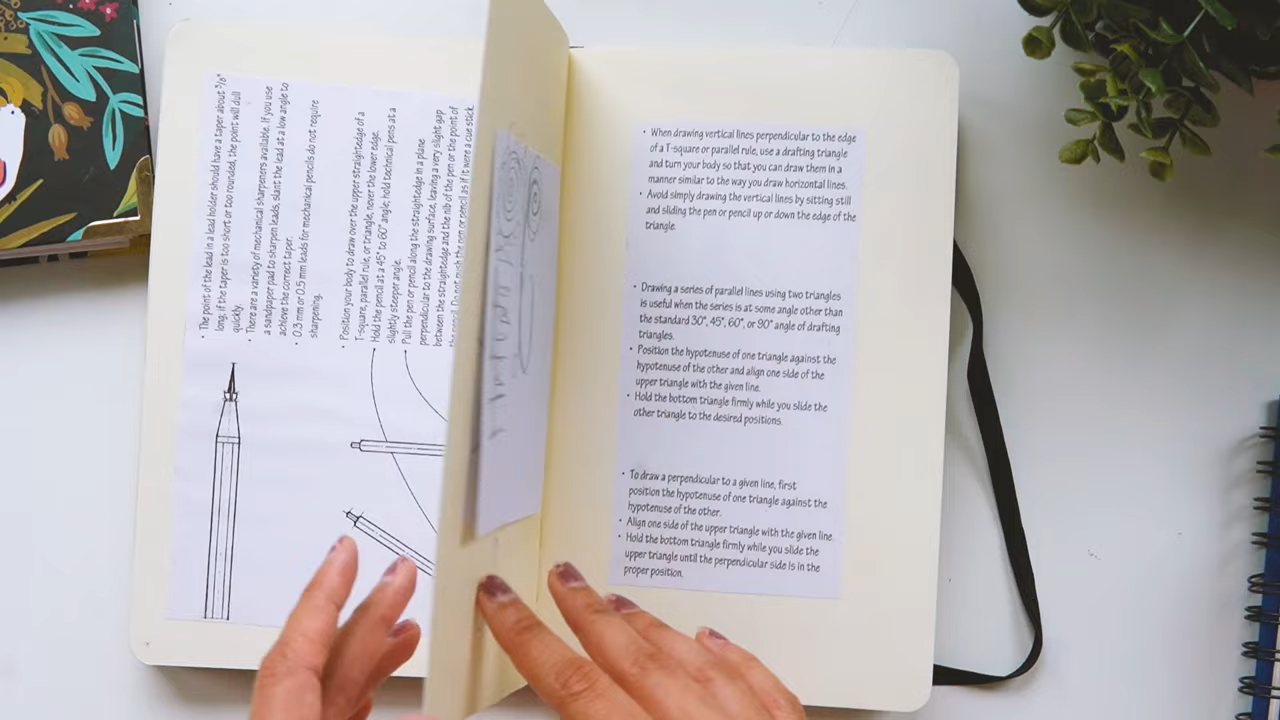 • The point of the lead in a lead holder should have a taper about 3/8"
long; if the taper is too short or too rounded, the point will dull
quickly.
• There are a variety of mechanical sharpeners available. If you use
a sandpaper pad to sharpen leads, slant the lead at a low angle to
achieve the correct taper.
• 0.3 mm or 0.5 mm leads for mechanical pencils do not require
sharpening.
• Position your body to draw over the upper straightedge of a
T-square, parallel rule, or triangle, never the lower edge.
• Hold the pencil at a 45° to 60° angle; hold technical pens at a
slightly steeper angle.
• Pull the pen or pencil along the straightedge in a plane
perpendicular to the drawing surface, leaving a very slight gap
between the straightedge and the nib of the pen or the point of
the pencil. Do not push the pen or pencil as if it were a cue stick.
• When drawing vertical lines perpendicular to the edge
of a T-square or parallel rule, use a drafting triangle
and turn your body so that you can draw them in a
manner similar to the way you draw horizontal lines.
• Avoid simply drawing the vertical lines by sitting still
and sliding the pen or pencil up or down the edge of the
triangle.
• Drawing a series of parallel lines using two triangles
is useful when the series is at some angle other than
the standard 30°, 45°, 60°, or 90° angle of drafting
triangles.
• Position the hypotenuse of one triangle against the
hypotenuse of the other and align one side of the
upper triangle with the given line.
• Hold the bottom triangle firmly while you slide the
other triangle to the desired positions.
• To draw a perpendicular to a given line, first
position the hypotenuse of one triangle against the
hypotenuse of the other.
• Align one side of the upper triangle with the given line.
• Hold the bottom triangle firmly while you slide the
upper triangle until the perpendicular side is in the
proper position.